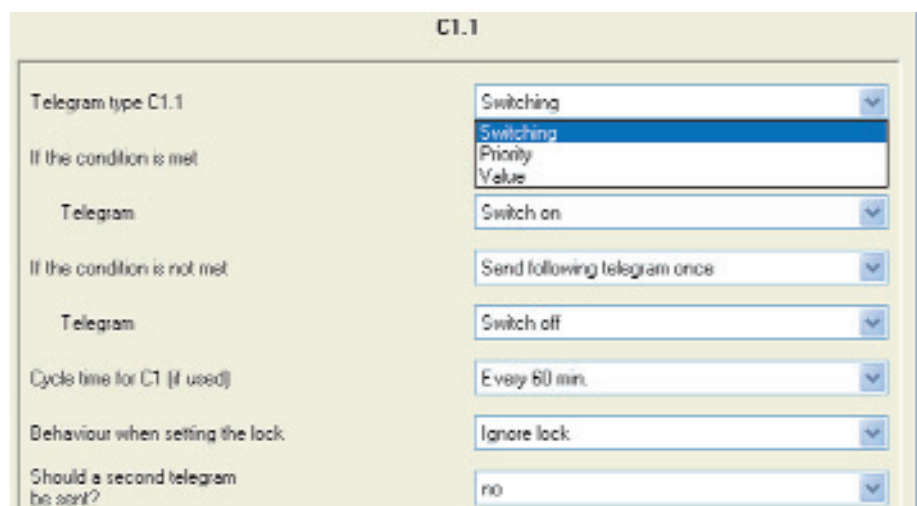 C1.1
Telegram type C1.1
Switching
Switching
Priority
Value
If the condition is met
Telegram
Switch on
If the condition is not met
Send following telegram once
Telegram
Switch off
Cycle time for C1 (if used)
Every 60 min.
Behaviour when setting the lock
Ignore lock
Should a second telegram
be sent?
no